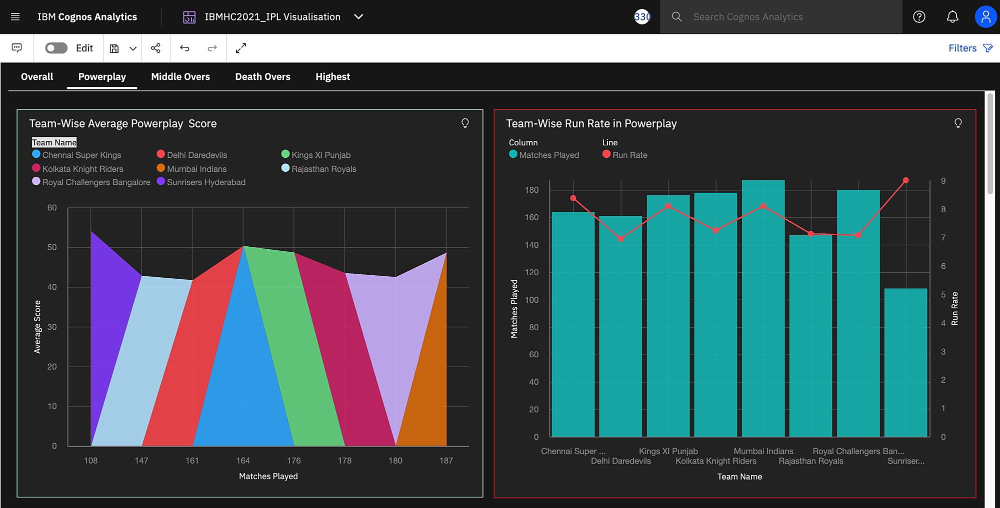 IBM Cognos Analytics
IBMHC2021_IPL Visualisation
330
Search Cognos Analytics
Edit
Filters
Overall
Powerplay
Middle Overs
Death Overs
Highest
Team-Wise Average Powerplay  Score
Team Name
Chennai Super Kings
Delhi Daredevils
Kings XI Punjab
Kolkata Knight Riders
Mumbai Indians
Rajasthan Royals
Royal Challengers Bangalore
Sunrisers Hyderabad
60
50
40
30
20
10
0
Average Score
108 147 161 164 176 178 180 187
Matches Played
Team-Wise Run Rate in Powerplay
Column
Matches Played
Line
Run Rate
180
160
140
120
100
80
60
40
20
0
Matches Played
9
8
7
6
5
4
3
2
1
0
Run Rate
Chennai Super ...
Delhi Daredevils
Kings XI Punjab
Kolkata Knight Riders
Mumbai Indians
Rajasthan Royals
Royal Challengers Ban...
Sunriser...
Team Name